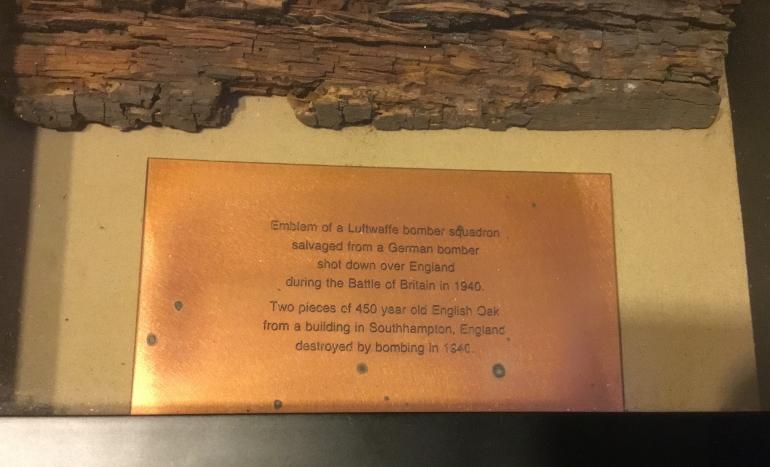 Emblem of a Luftwaffe bomber squadron
salvaged from a German bomber
shot down over England
during the Battle of Britain in 1940.
Two pieces of 450 year old English Oak
from a building in Southhampton, England
destroyed by bombing in 1940.